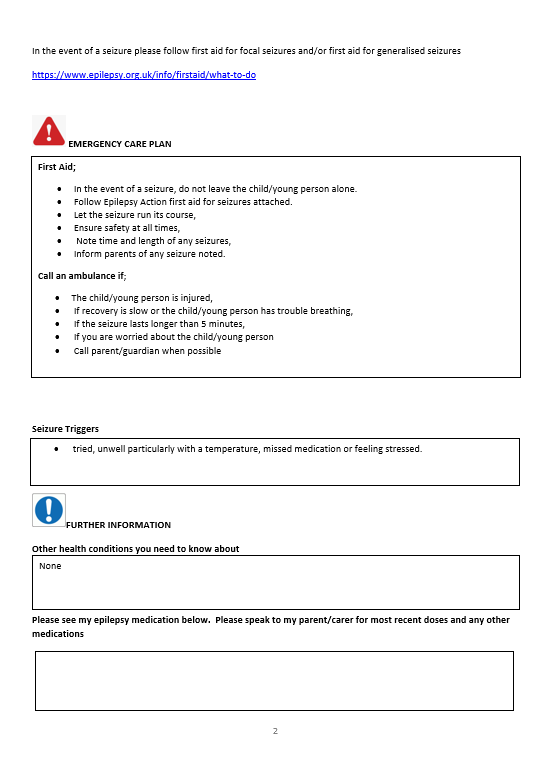 In the event of a seizure please follow first aid for focal seizures and/or first aid for generalised seizures
https://www.epilepsy.org.uk/info/firstaid/what-to-do
EMERGENCY CARE PLAN
First Aid;
• In the event of a seizure, do not leave the child/young person alone.
• Follow Epilepsy Action first aid for seizures attached.
• Let the seizure run its course,
• Ensure safety at all times,
• Note time and length of any seizures,
• Inform parents of any seizure noted.
Call an ambulance if;
• The child/young person is injured,
• If recovery is slow or the child/young person has trouble breathing,
• If the seizure lasts longer than 5 minutes,
• If you are worried about the child/young person
• Call parent/guardian when possible
Seizure Triggers
• tried, unwell particularly with a temperature, missed medication or feeling stressed.
FURTHER INFORMATION
Other health conditions you need to know about
None
Please see my epilepsy medication below. Please speak to my parent/carer for most recent doses and any other
medications
2